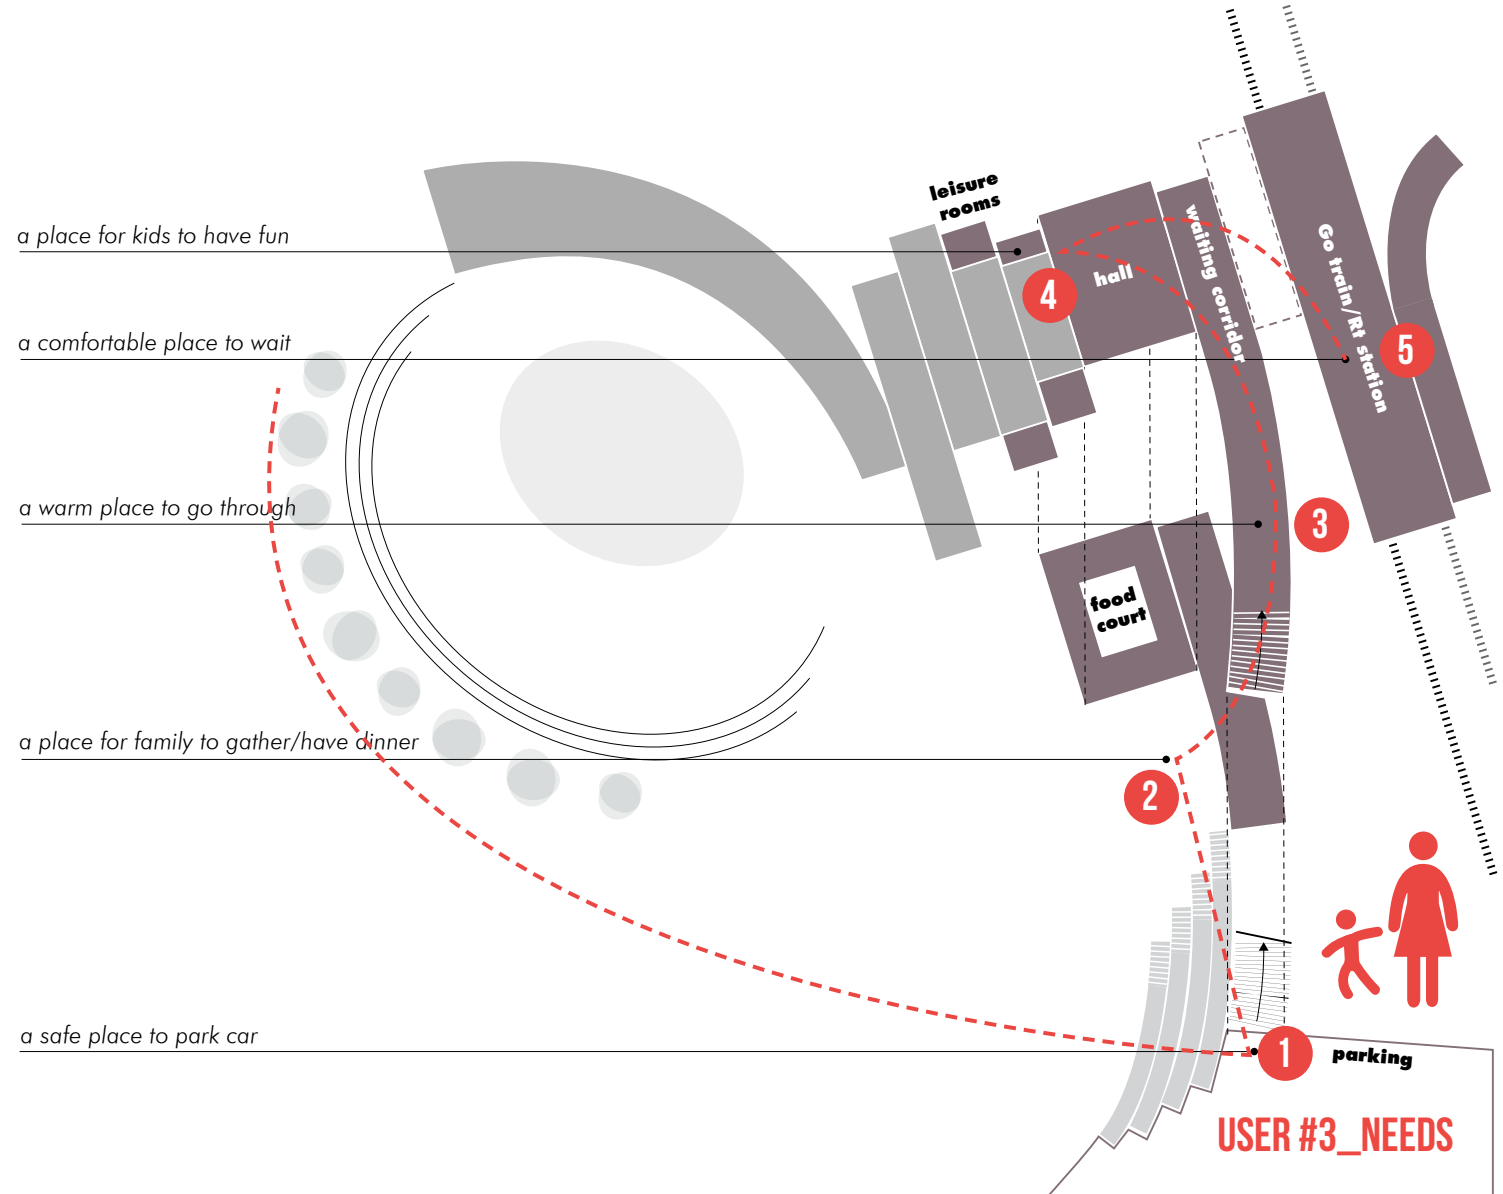 leisure
rooms
a place for kids to have fun
waiting corridor
Go train/Rt station
hall
4
a comfortable place to wait
5
a warm place to go through
3
food
court
a place for family to gather/have dinner
2
a safe place to park car
1
parking
USER #3_NEEDS